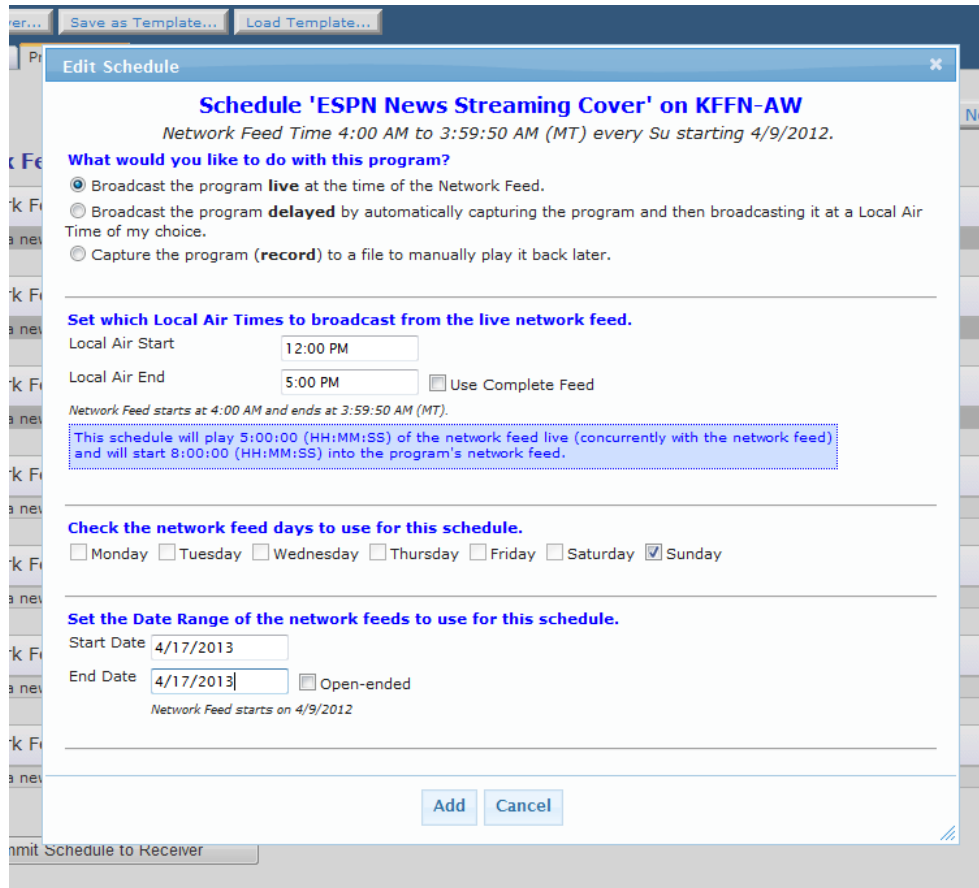 ver... Save as Template... Load Template...
Pr
Edit Schedule
Schedule 'ESPN News Streaming Cover' on KFFN-AW
Network Feed Time 4:00 AM to 3:59:50 AM (MT) every Su starting 4/9/2012.
What would you like to do with this program?
Broadcast the program live at the time of the Network Feed.
Broadcast the program delayed by automatically capturing the program and then broadcasting it at a Local Air
Time of my choice.
Capture the program (record) to a file to manually play it back later.
Set which Local Air Times to broadcast from the live network feed.
Local Air Start 12:00 PM
Local Air End 5:00 PM Use Complete Feed
Network Feed starts at 4:00 AM and ends at 3:59:50 AM (MT).
This schedule will play 5:00:00 (HH:MM:SS) of the network feed live (concurrently with the network feed)
and will start 8:00:00 (HH:MM:SS) into the program's network feed.
Check the network feed days to use for this schedule.
Monday Tuesday Wednesday Thursday Friday Saturday Sunday
Set the Date Range of the network feeds to use for this schedule.
Start Date 4/17/2013
End Date 4/17/2013 Open-ended
Network Feed starts on 4/9/2012
Add Cancel
mmit Schedule to Receiver